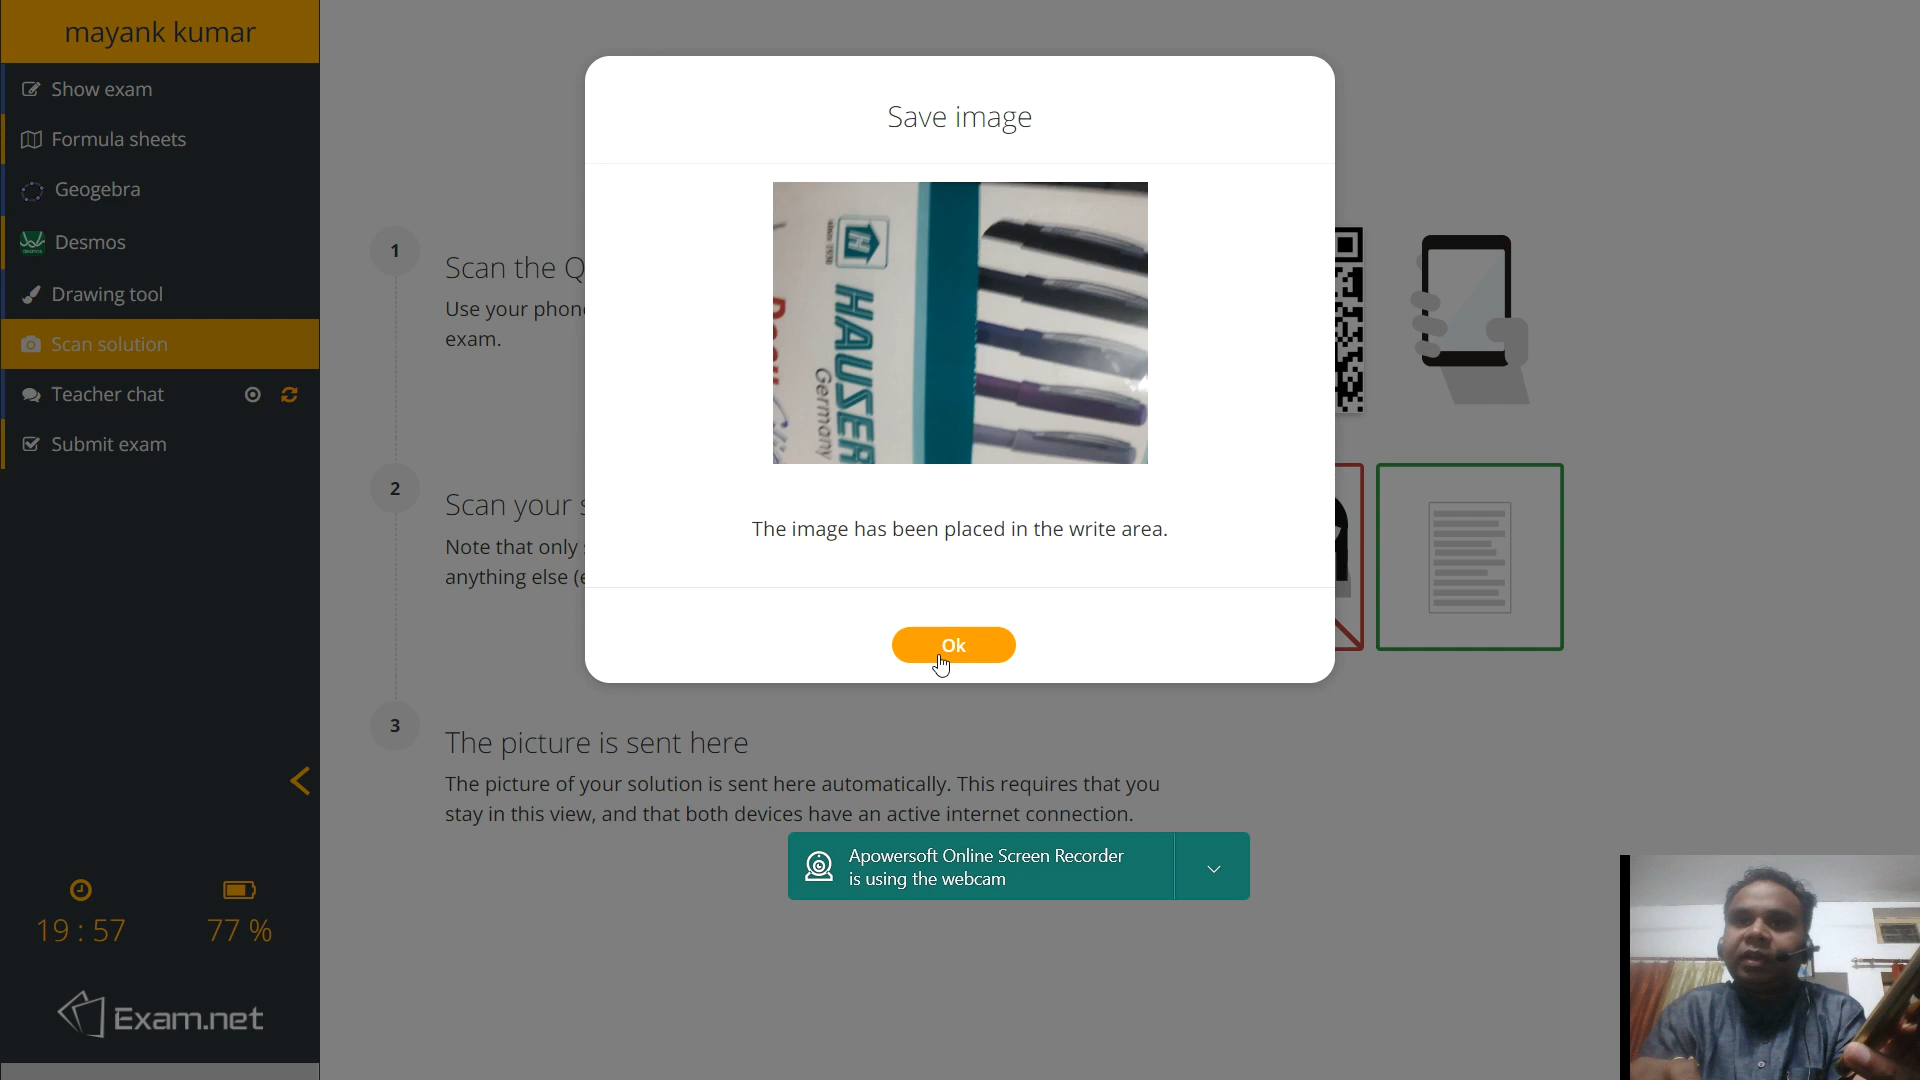 mayank kumar
Show exam
Formula sheets
Geogebra
Desmos
Drawing tool
Scan solution
Teacher chat
Submit exam
19 : 57
77 %
Exam.net
Save image
H
HAUSER
Germany
The image has been placed in the write area.
Ok
1
Scan the Q
Use your phon
exam.
2
Scan your
Note that only
anything else (e
3
The picture is sent here
The picture of your solution is sent here automatically. This requires that you
stay in this view, and that both devices have an active internet connection.
Apowersoft Online Screen Recorder
is using the webcam